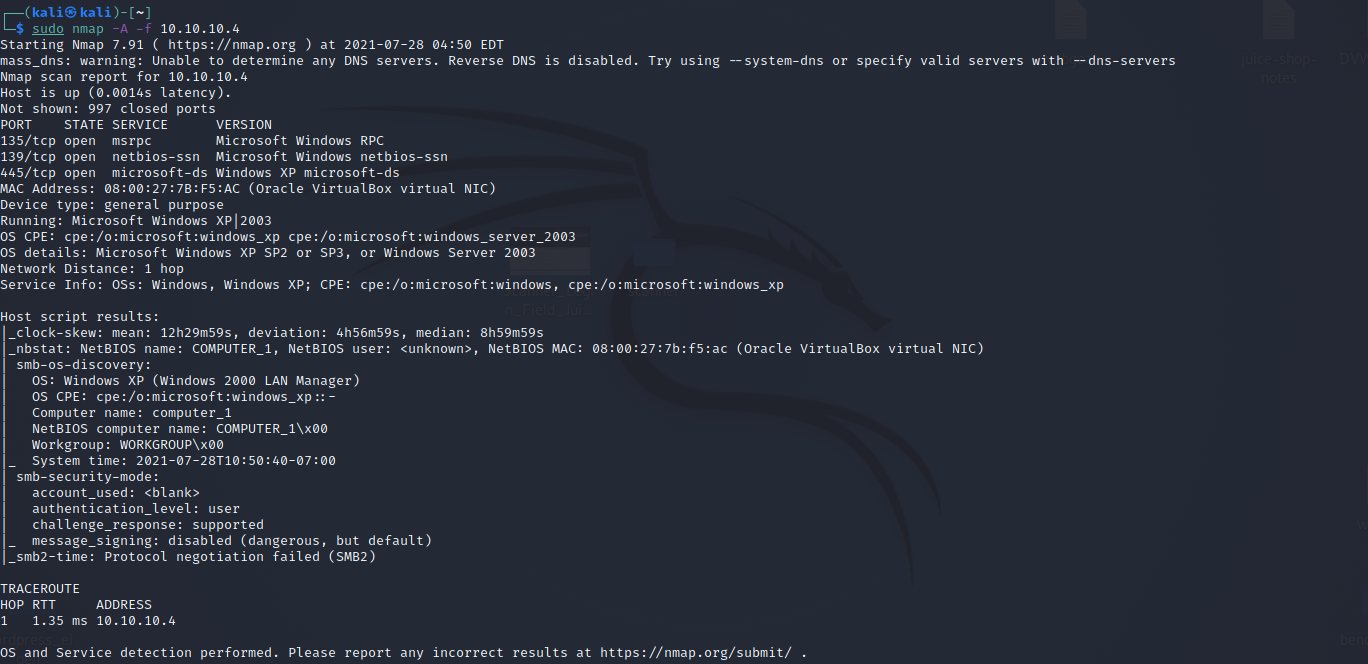 ┌──(kali㉿kali)-[~]
└─$ sudo nmap -A -f 10.10.10.4
Starting Nmap 7.91 ( https://nmap.org ) at 2021-07-28 04:50 EDT
mass_dns: warning: Unable to determine any DNS servers. Reverse DNS is disabled. Try using --system-dns or specify valid servers with --dns-servers
Nmap scan report for 10.10.10.4
Host is up (0.0014s latency).
Not shown: 997 closed ports
PORT    STATE SERVICE      VERSION
135/tcp open  msrpc        Microsoft Windows RPC
139/tcp open  netbios-ssn  Microsoft Windows netbios-ssn
445/tcp open  microsoft-ds Windows XP microsoft-ds
MAC Address: 08:00:27:7B:F5:AC (Oracle VirtualBox virtual NIC)
Device type: general purpose
Running: Microsoft Windows XP|2003
OS CPE: cpe:/o:microsoft:windows_xp cpe:/o:microsoft:windows_server_2003
OS details: Microsoft Windows XP SP2 or SP3, or Windows Server 2003
Network Distance: 1 hop
Service Info: OSs: Windows, Windows XP; CPE: cpe:/o:microsoft:windows, cpe:/o:microsoft:windows_xp

Host script results:
|_clock-skew: mean: 12h29m59s, deviation: 4h56m59s, median: 8h59m59s
|_nbstat: NetBIOS name: COMPUTER_1, NetBIOS user: <unknown>, NetBIOS MAC: 08:00:27:7b:f5:ac (Oracle VirtualBox virtual NIC)
| smb-os-discovery:
|   OS: Windows XP (Windows 2000 LAN Manager)
|   OS CPE: cpe:/o:microsoft:windows_xp::-
|   Computer name: computer_1
|   NetBIOS computer name: COMPUTER_1\x00
|   Workgroup: WORKGROUP\x00
|_  System time: 2021-07-28T10:50:40-07:00
| smb-security-mode:
|   account_used: <blank>
|   authentication_level: user
|   challenge_response: supported
|_  message_signing: disabled (dangerous, but default)
|_smb2-time: Protocol negotiation failed (SMB2)

TRACEROUTE
HOP RTT     ADDRESS
1   1.35 ms 10.10.10.4

OS and Service detection performed. Please report any incorrect results at https://nmap.org/submit/ .
juice-shop-
notes